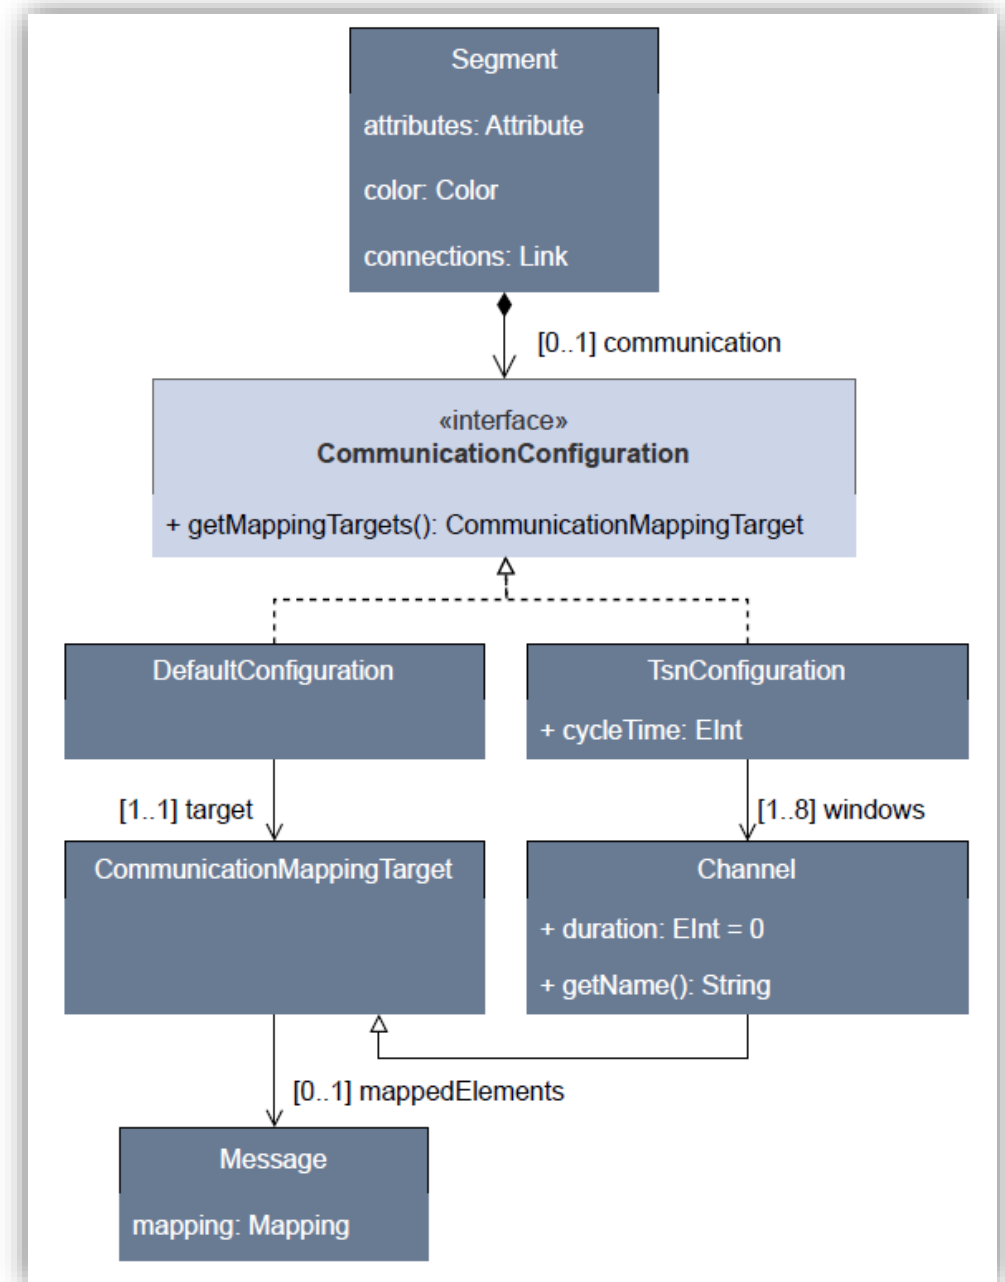 Segment
attributes: Attribute
color: Color
connections: Link
[0..1] communication
«interface»
CommunicationConfiguration
+ getMappingTargets(): CommunicationMappingTarget
DefaultConfiguration
TsnConfiguration
+ cycleTime: EInt
[1..1] target
[1..8] windows
CommunicationMappingTarget
Channel
+ duration: EInt = 0
+ getName(): String
[0..1] mappedElements
Message
mapping: Mapping